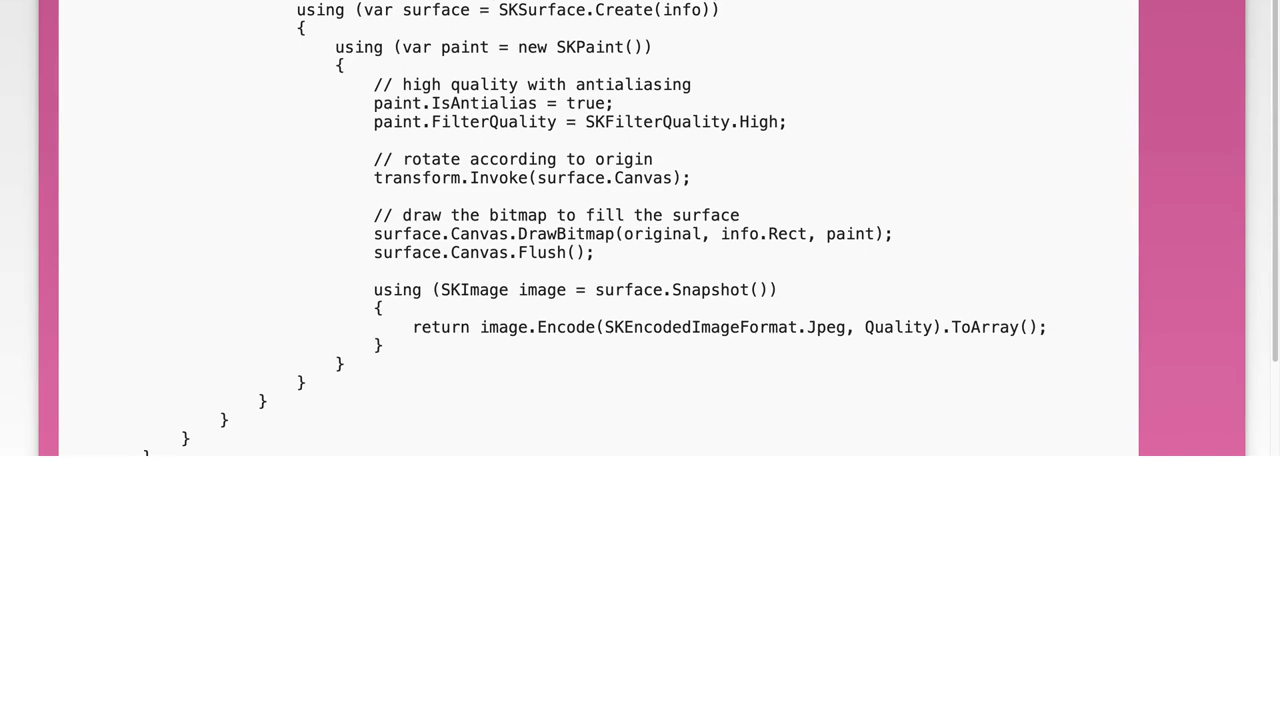 using (var surface = SKSurface.Create(info))
{
using (var paint = new SKPaint())
{
// high quality with antialiasing
paint.IsAntialias = true;
paint.FilterQuality = SKFilterQuality.High;
// rotate according to origin
transform.Invoke(surface.Canvas);
// draw the bitmap to fill the surface
surface.Canvas.DrawBitmap(original, info.Rect, paint);
surface.Canvas.Flush();
using (SKImage image = surface.Snapshot())
{
return image.Encode(SKEncodedImageFormat.Jpeg, Quality).ToArray();
}
}
}
}
}
}